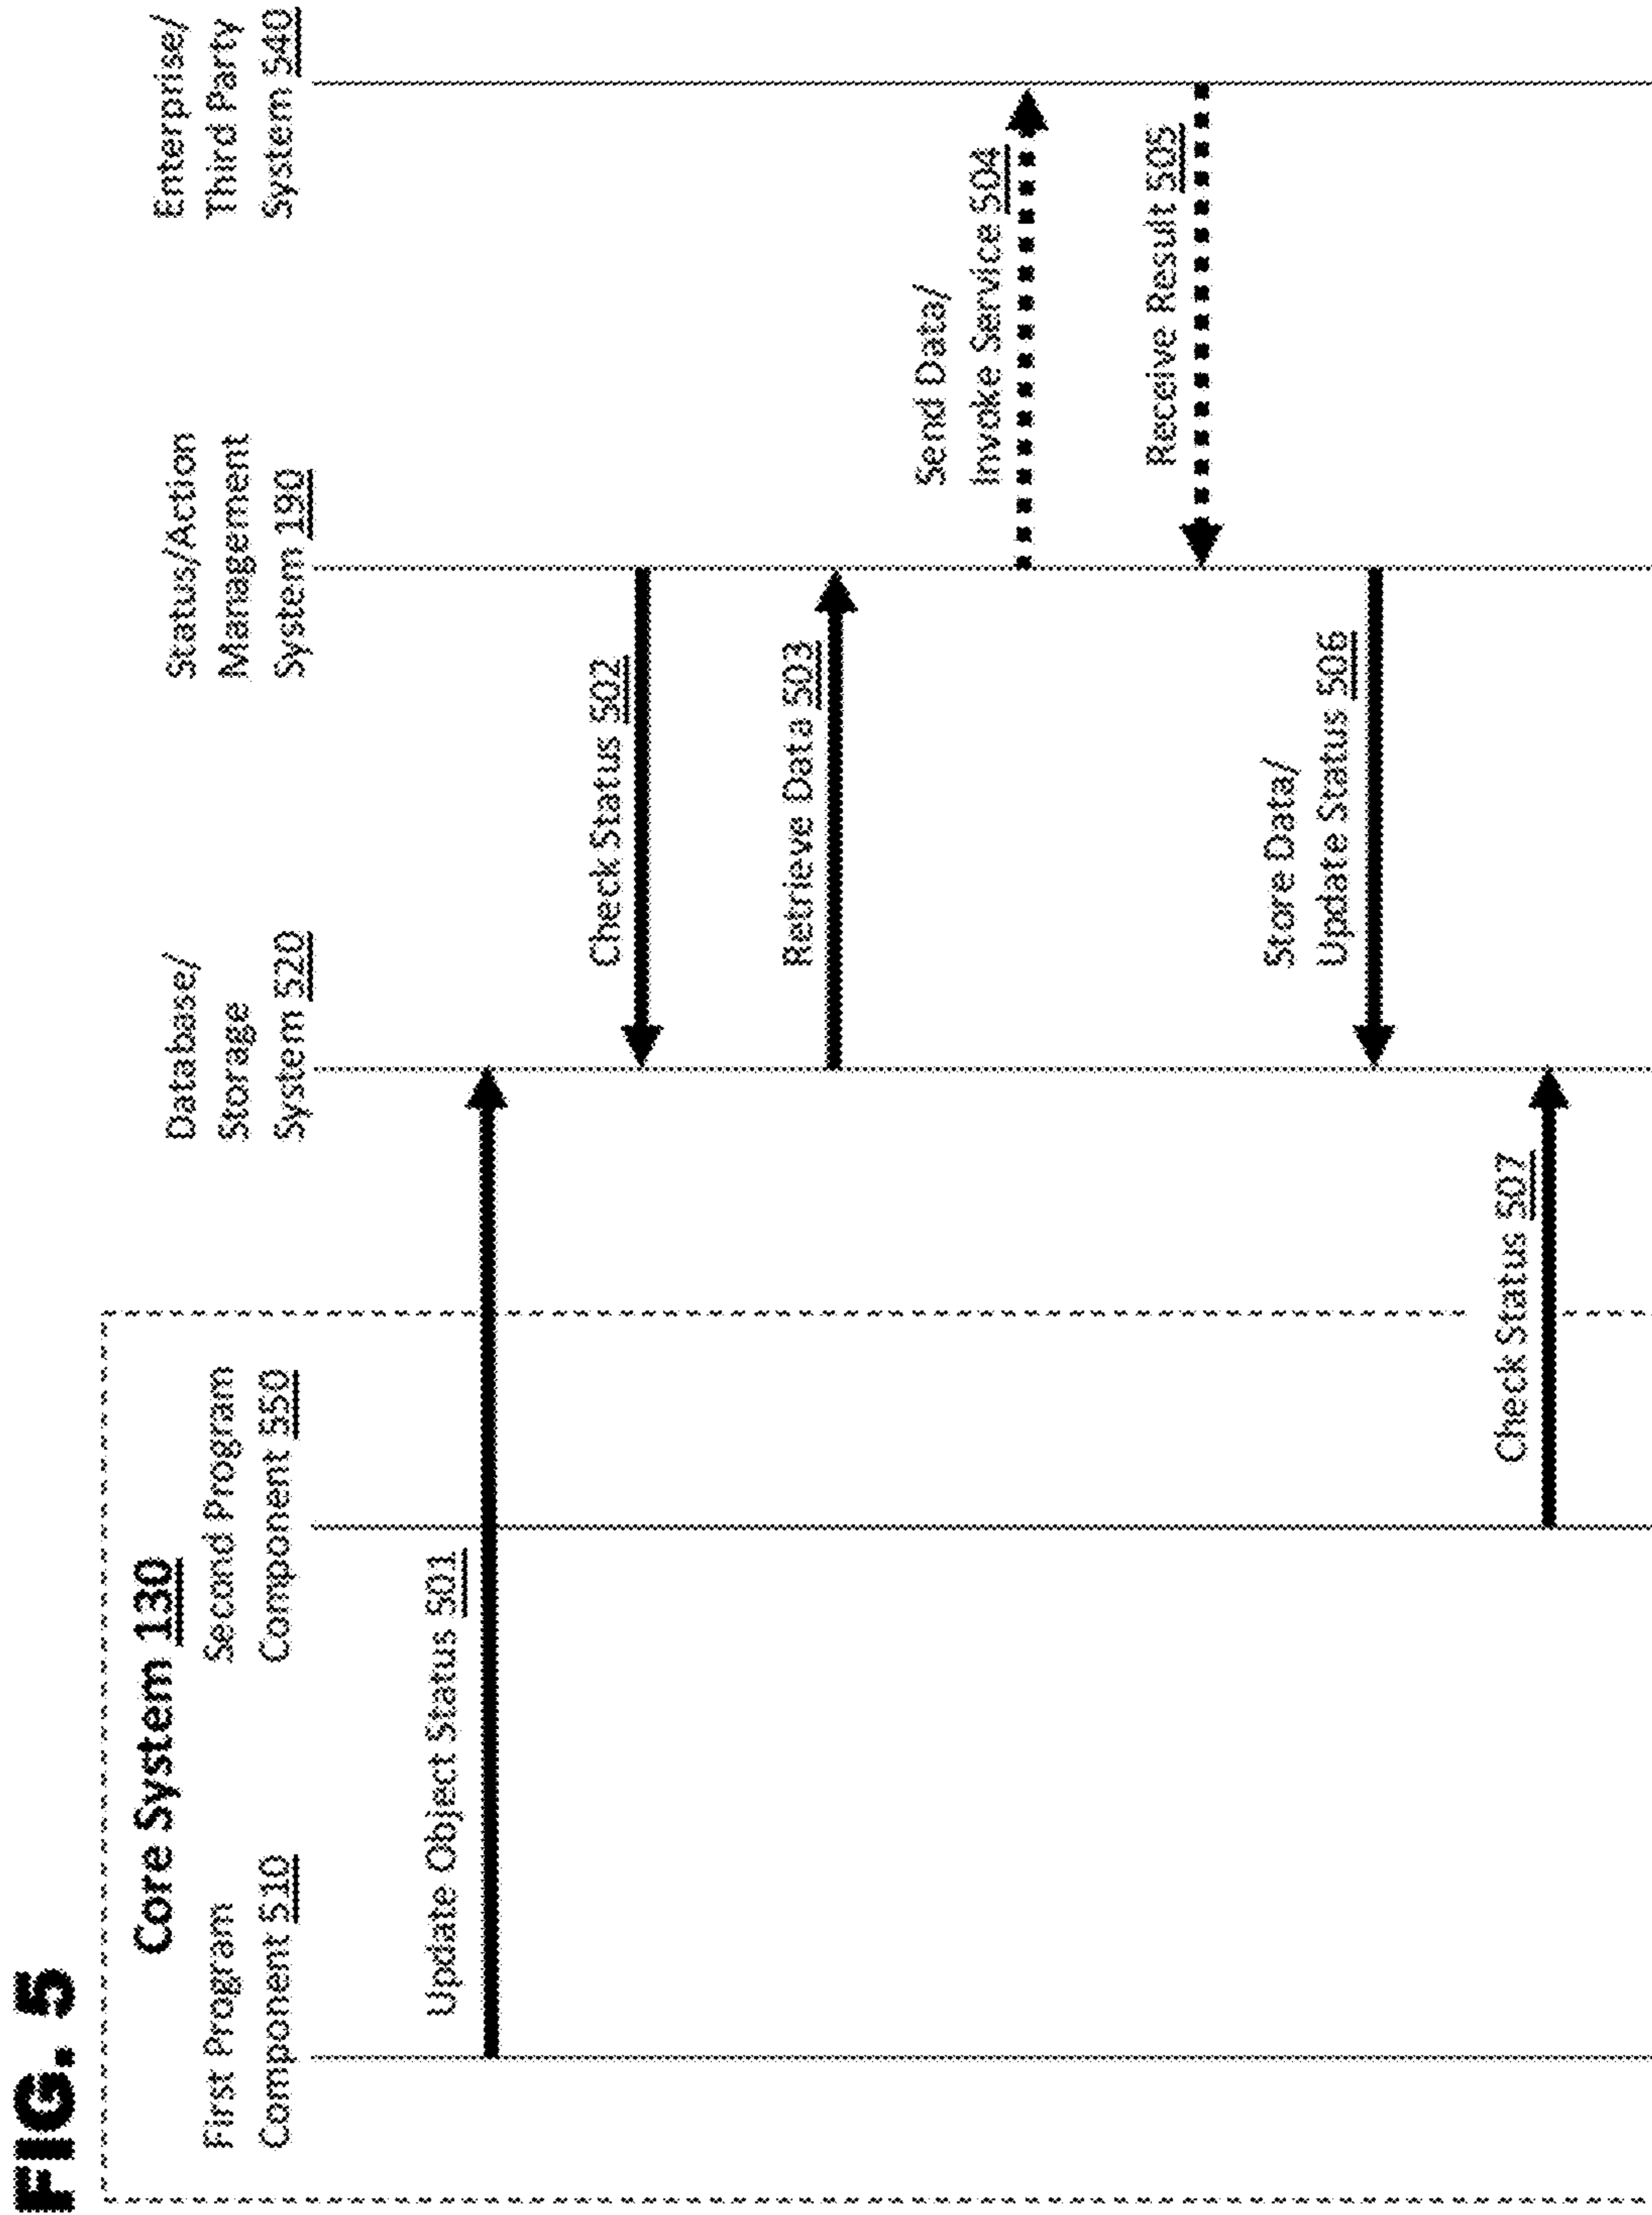 FIG. 5
Core System 130
First Program
Component 510
Second Program
Component 550
Database/
Storage
System 520
Status/Action
Management
System 190
Enterprise/
Third Party
System 540
Update Object Status 501
Check Status 502
Retrieve Data 503
Send Data/
Invoke Service 504
Receive Result 505
Store Data/
Update Status 506
Check Status 507